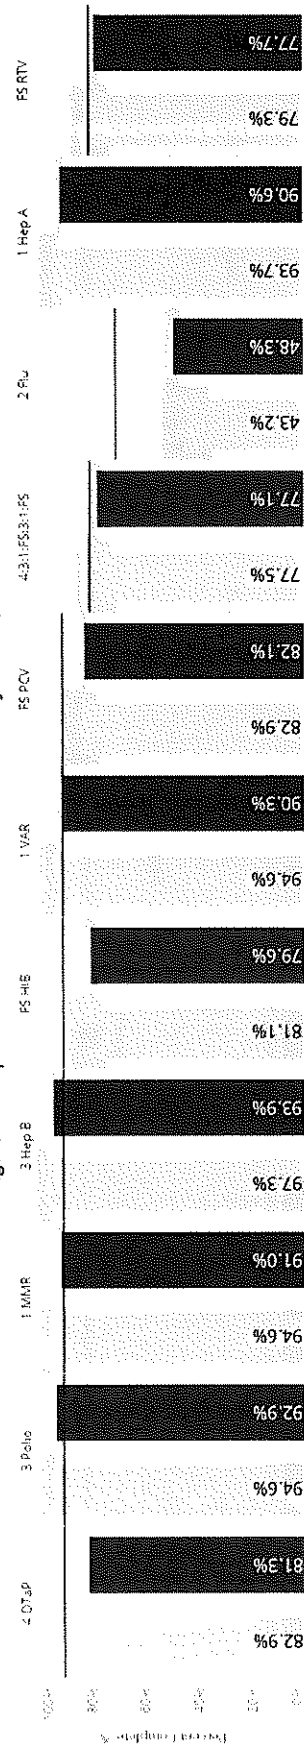 4 DTaP
3 Polio
1 MMR
3 Hep B
FS HIB
1 VAR
FS PCV
4:3:1:FS:3:1:FS
2 Flu
1 Hep A
FS RTV
Percent Complete %
100%
80%
60%
40%
20%
0%
82.9%
81.3%
94.6%
92.9%
94.6%
91.0%
97.3%
93.9%
81.1%
79.6%
94.6%
90.3%
82.9%
82.1%
77.5%
77.1%
43.2%
48.3%
93.7%
90.6%
79.3%
77.7%